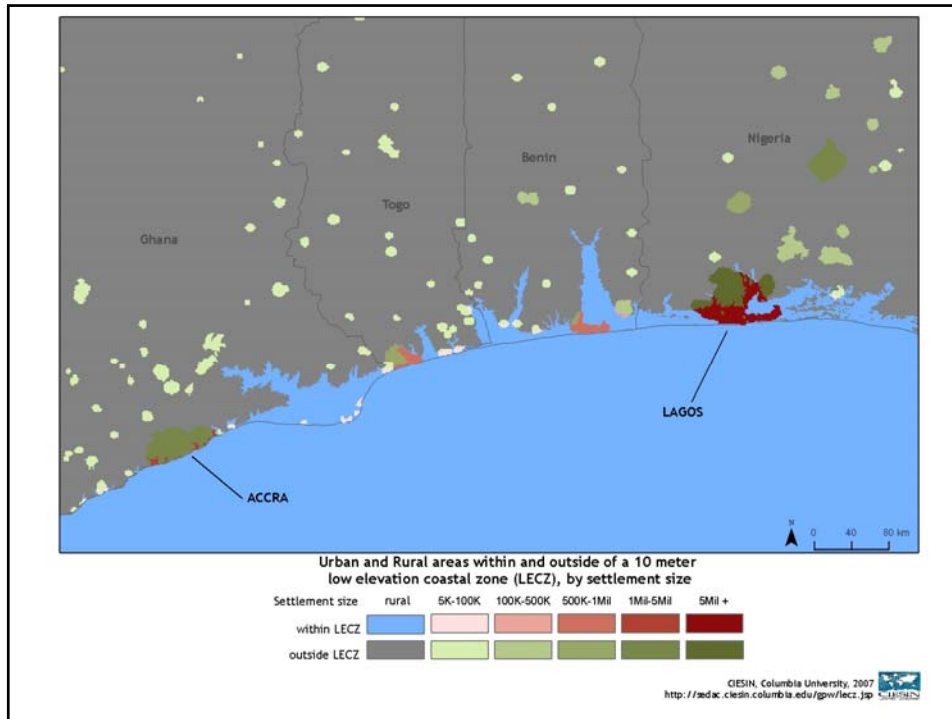 Nigeria
Benin
Togo
Ghana
LAGOS
ACCRA
N
0 40 80 km
Urban and Rural areas within and outside of a 10 meter
low elevation coastal zone (LECZ), by settlement size
Settlement size rural 5K-100K 100K-500K 500K-1Mil 1Mil-5Mil 5Mil +
within LECZ
outside LECZ
CIESIN, Columbia University, 2007
http://sedac.ciesin.columbia.edu/gpw/lecz.jsp
CIESIN